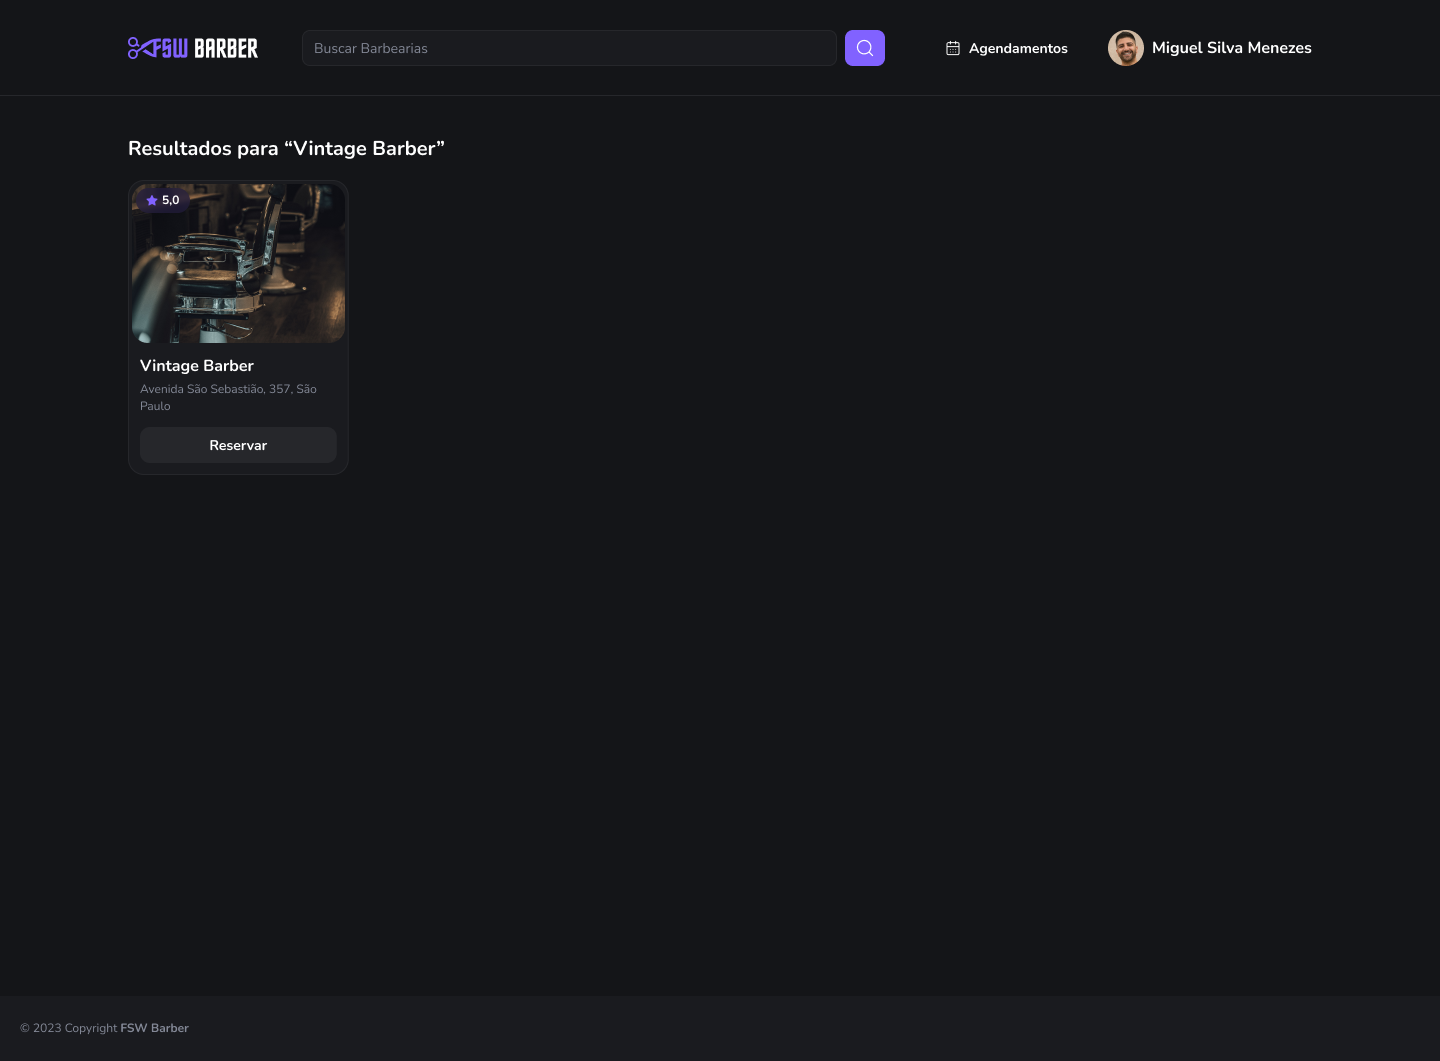 FSW BARBER
Buscar Barbearias
Agendamentos
Miguel Silva Menezes
Resultados para “Vintage Barber”
5,0
Vintage Barber
Avenida São Sebastião, 357, São
Paulo
Reservar
© 2023 Copyright FSW Barber